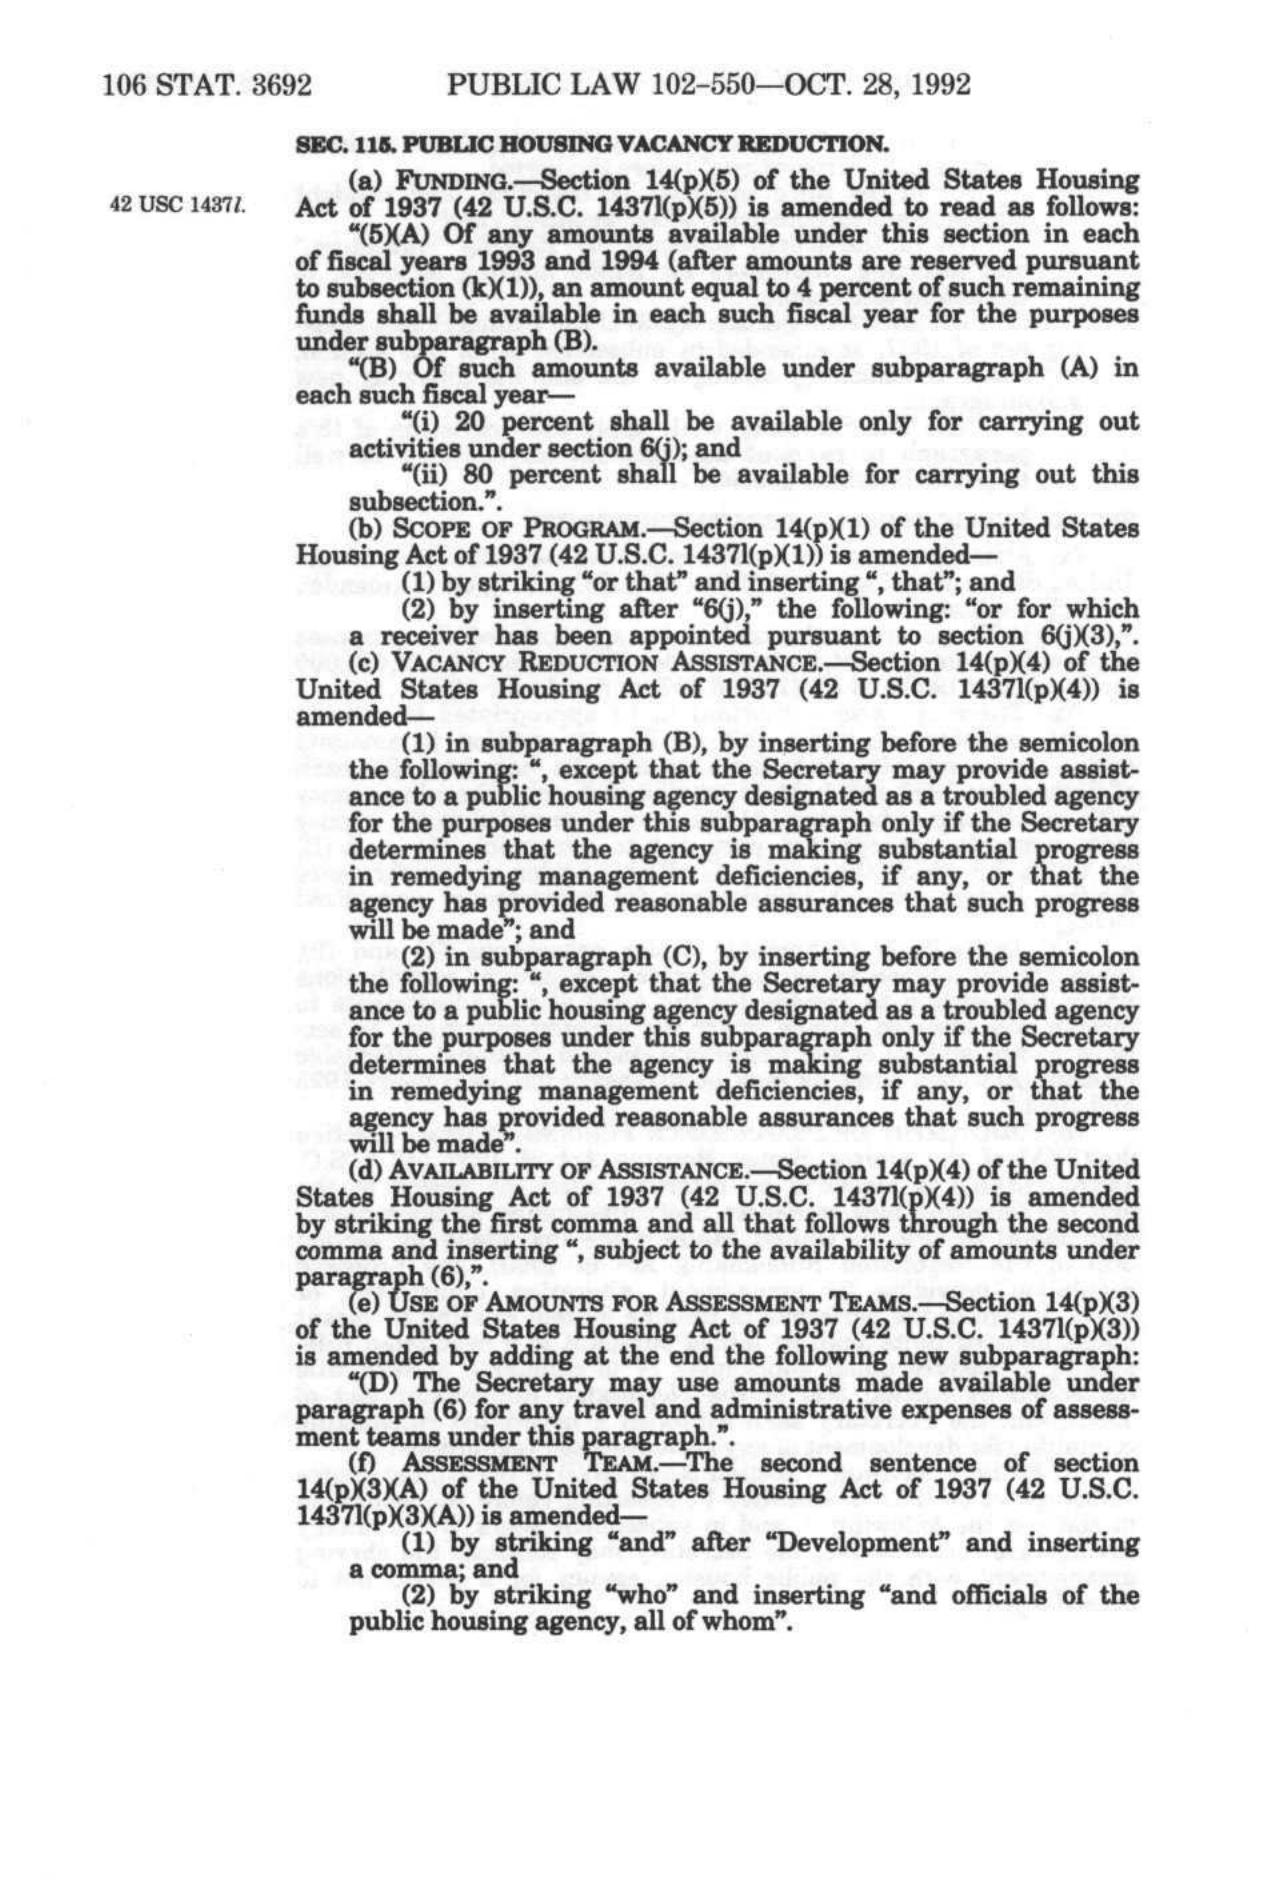 106 STAT. 3692 PUBLIC LAW 102–550—OCT. 28, 1992
SEC. 115. PUBLIC HOUSING VACANCY REDUCTION.
(a) FUNDING.—Section 14(p)(5) of the United States Housing
42 USC 1437l. Act of 1937 (42 U.S.C. 1437l(p)(5)) is amended to read as follows:
“(5)(A) Of any amounts available under this section in each
of fiscal years 1993 and 1994 (after amounts are reserved pursuant
to subsection (k)(1)), an amount equal to 4 percent of such remaining
funds shall be available in each such fiscal year for the purposes
under subparagraph (B).
“(B) Of such amounts available under subparagraph (A) in
each such fiscal year—
“(i) 20 percent shall be available only for carrying out
activities under section 6(j); and
“(ii) 80 percent shall be available for carrying out this
subsection.”.
(b) SCOPE OF PROGRAM.—Section 14(p)(1) of the United States
Housing Act of 1937 (42 U.S.C. 1437l(p)(1)) is amended—
(1) by striking “or that” and inserting “, that”; and
(2) by inserting after “6(j),” the following: “or for which
a receiver has been appointed pursuant to section 6(j)(3),”.
(c) VACANCY REDUCTION ASSISTANCE.—Section 14(p)(4) of the
United States Housing Act of 1937 (42 U.S.C. 1437l(p)(4)) is
amended—
(1) in subparagraph (B), by inserting before the semicolon
the following: “, except that the Secretary may provide assist-
ance to a public housing agency designated as a troubled agency
for the purposes under this subparagraph only if the Secretary
determines that the agency is making substantial progress
in remedying management deficiencies, if any, or that the
agency has provided reasonable assurances that such progress
will be made”; and
(2) in subparagraph (C), by inserting before the semicolon
the following: “, except that the Secretary may provide assist-
ance to a public housing agency designated as a troubled agency
for the purposes under this subparagraph only if the Secretary
determines that the agency is making substantial progress
in remedying management deficiencies, if any, or that the
agency has provided reasonable assurances that such progress
will be made”.
(d) AVAILABILITY OF ASSISTANCE.—Section 14(p)(4) of the United
States Housing Act of 1937 (42 U.S.C. 1437l(p)(4)) is amended
by striking the first comma and all that follows through the second
comma and inserting “, subject to the availability of amounts under
paragraph (6),”.
(e) USE OF AMOUNTS FOR ASSESSMENT TEAMS.—Section 14(p)(3)
of the United States Housing Act of 1937 (42 U.S.C. 1437l(p)(3))
is amended by adding at the end the following new subparagraph:
“(D) The Secretary may use amounts made available under
paragraph (6) for any travel and administrative expenses of assess-
ment teams under this paragraph.”.
(f) ASSESSMENT TEAM.—The second sentence of section
14(p)(3)(A) of the United States Housing Act of 1937 (42 U.S.C.
1437l(p)(3)(A)) is amended—
(1) by striking “and” after “Development” and inserting
a comma; and
(2) by striking “who” and inserting “and officials of the
public housing agency, all of whom”.